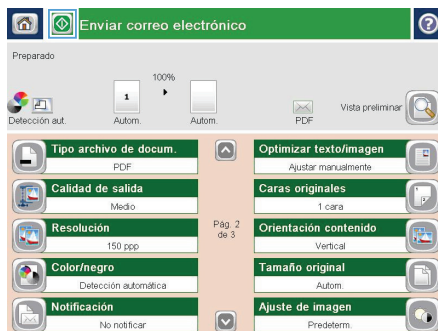 Enviar correo electrónico
?
Preparado
100%
1
Detección aut.
Autom.
Autom.
PDF
Vista preliminar
Tipo archivo de docum.
PDF
Optimizar texto/imagen
Ajustar manualmente
Calidad de salida
Medio
Caras originales
1 cara
Resolución
150 ppp
Pág. 2
de 3
Orientación contenido
Vertical
Color/negro
Detección automática
Tamaño original
Autom.
Notificación
No notificar
Ajuste de imagen
Predeterm.